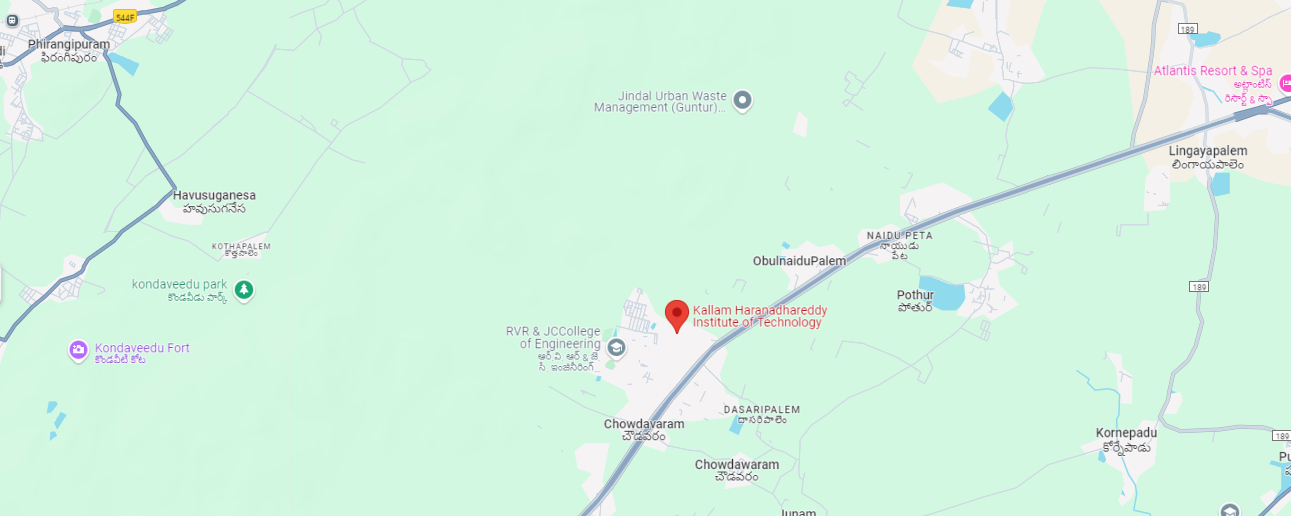 544F
Phirangipuram
ఫిరంగిపురం
189
Atlantis Resort & Spa
అట్లాంటిస్
రిసార్ట్ & స్పా
Jindal Urban Waste
Management (Guntur)...
Lingayapalem
లింగాయపాలెం
Havusuganesa
హవుసుగనేస
KOTHAPALEM
కొత్తపాలెం
NAIDU PETA
నాయుడు
పేట
ObulnaiduPalem
kondaveedu park
కొండవీడు పార్క్
189
Pothur
పోతుర్
Kallam Haranadhareddy
Institute of Technology
RVR & JCCollege
of Engineering
ఆర్.వి. ఆర్ & జె
సి. ఇంజినీరింగ్...
Kondaveedu Fort
కొండవీటి కోట
DASARIPALEM
దాసరిపాలెం
Chowdavaram
చౌడవరం
Kornepadu
కోర్నేపాడు
189
Chowdawaram
చౌడవరం